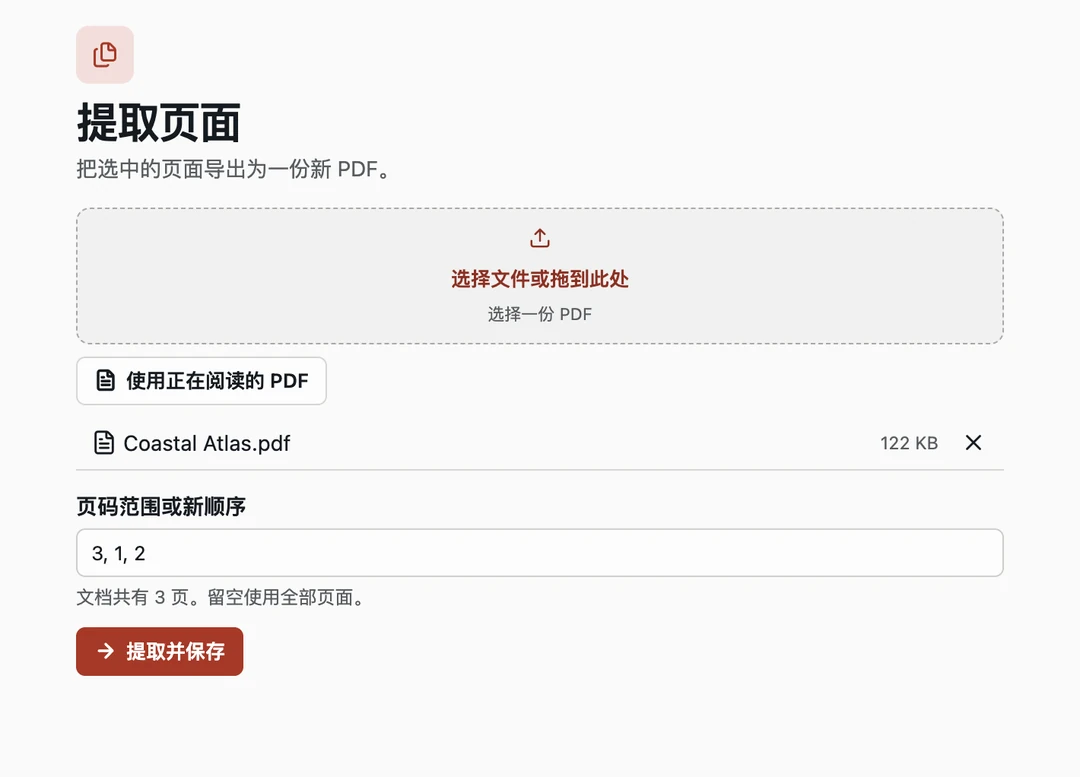 提取页面
把选中的页面导出为一份新 PDF。
选择文件或拖到此处
选择一份 PDF
使用正在阅读的 PDF
Coastal Atlas.pdf 122 KB
页码范围或新顺序
3, 1, 2
文档共有 3 页。留空使用全部页面。
提取并保存